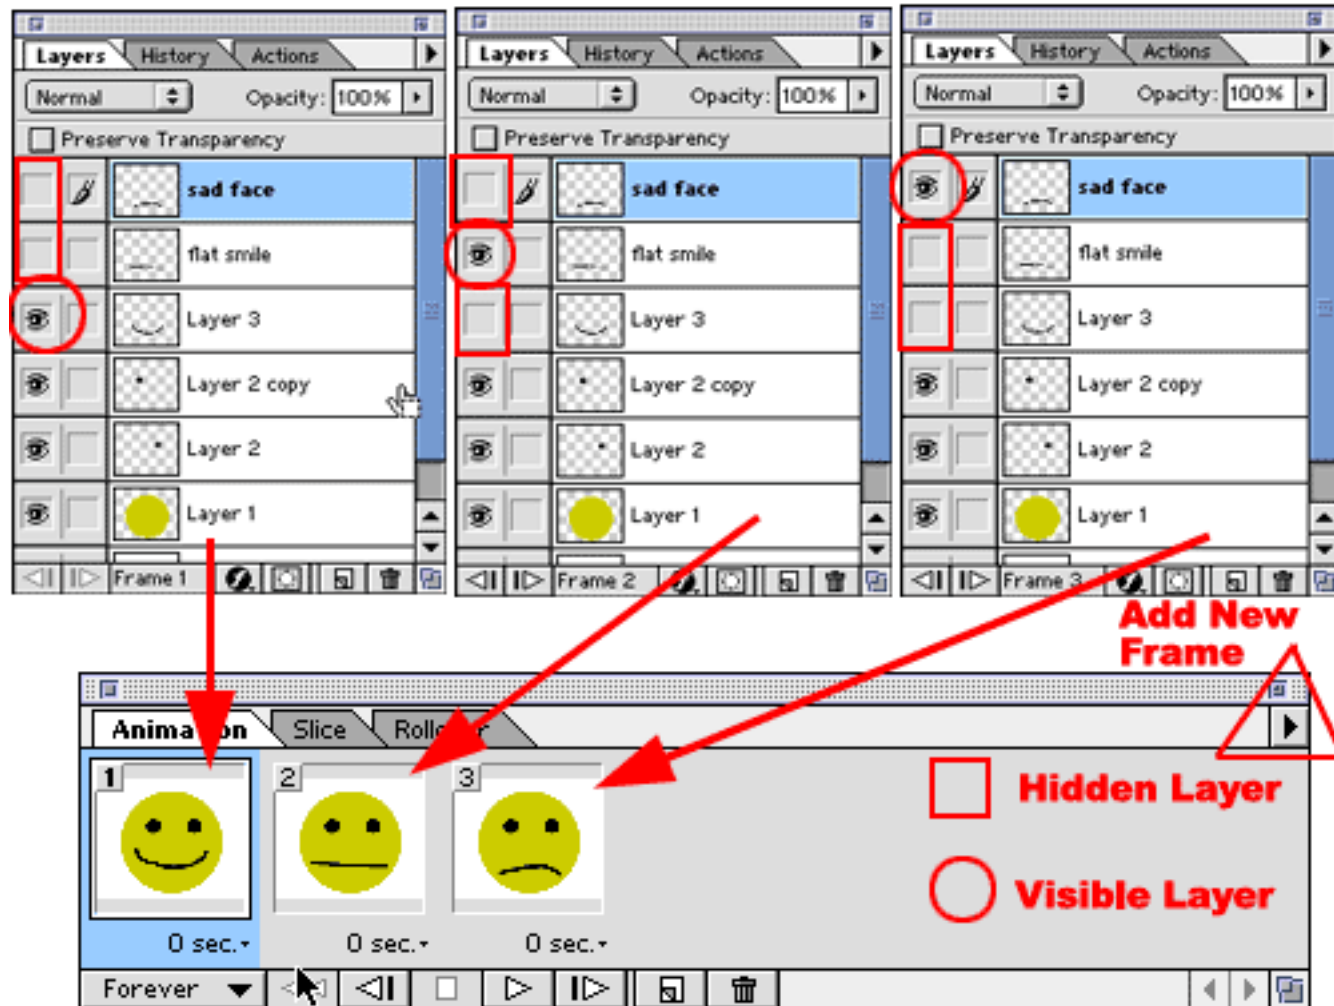 Layers History Actions
Normal Opacity: 100%
Preserve Transparency
sad face
flat smile
Layer 3
Layer 2 copy
Layer 2
Layer 1
Frame 1
Layers History Actions
Normal Opacity: 100%
Preserve Transparency
sad face
flat smile
Layer 3
Layer 2 copy
Layer 2
Layer 1
Frame 2
Layers History Actions
Normal Opacity: 100%
Preserve Transparency
sad face
flat smile
Layer 3
Layer 2 copy
Layer 2
Layer 1
Frame 3
Add New
Frame
Animation Slice Rollover
1 2 3
Hidden Layer
Visible Layer
0 sec. 0 sec. 0 sec.
Forever